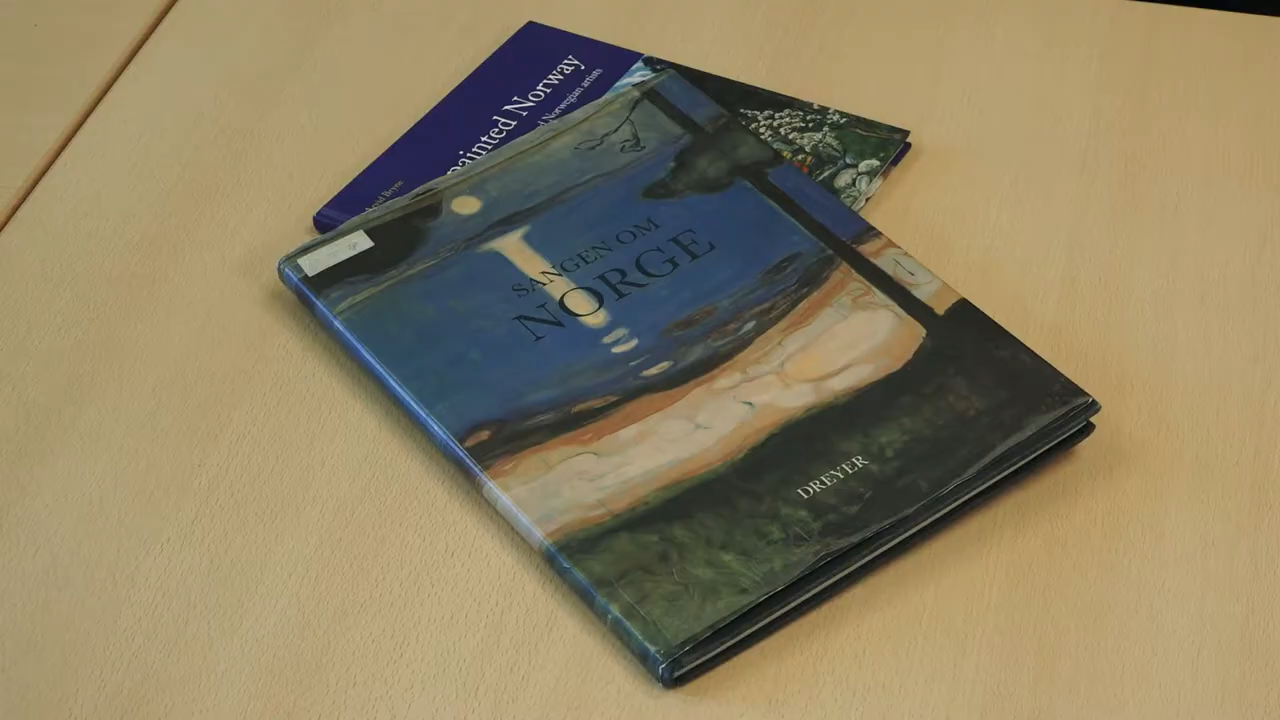 painted Norway
d Norwegian artists
SANGEN OM
NORGE
DREYER